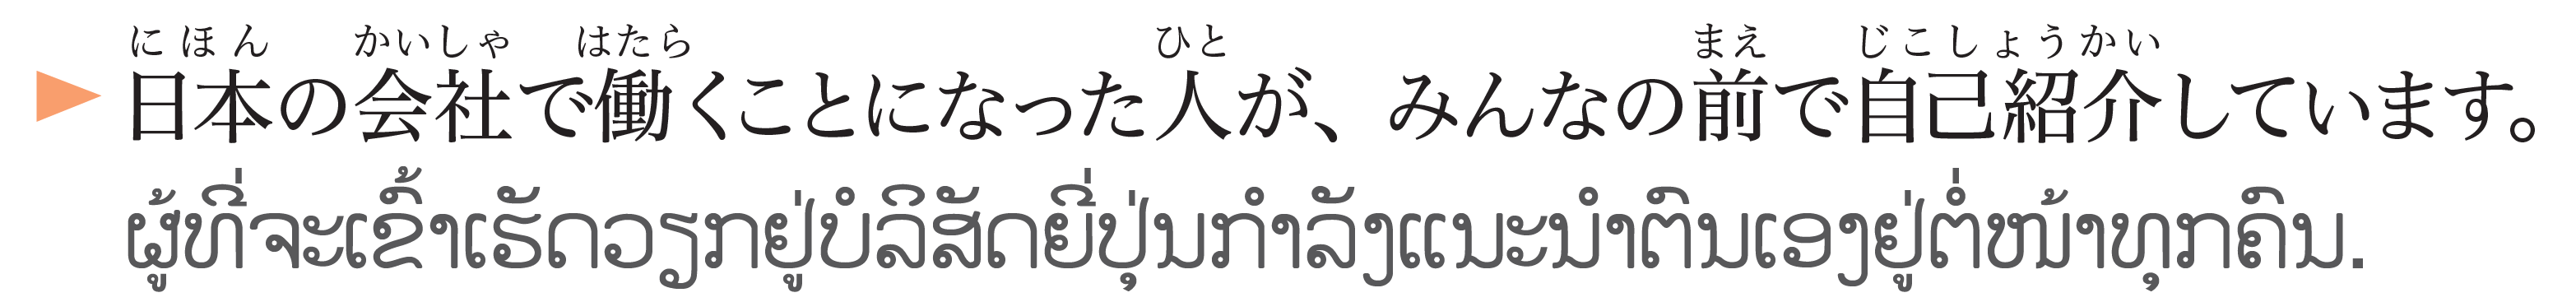 にほん かいしゃ はたら ひと まえ じこしょうかい
日本の会社で働くことになった人が、みんなの前で自己紹介しています。
ຜູ້ທີ່ຈະເຂົ້າເຮັດວຽກຢູ່ບໍລິສັດຍີ່ປຸ່ນກຳລັງແນະນຳຕົນເອງຢູ່ຕໍ່ໜ້າທຸກຄົນ.